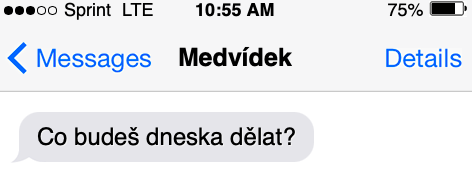 Sprint LTE 10:55 AM 75%
Messages Medvídek Details
Co budeš dneska dělat?